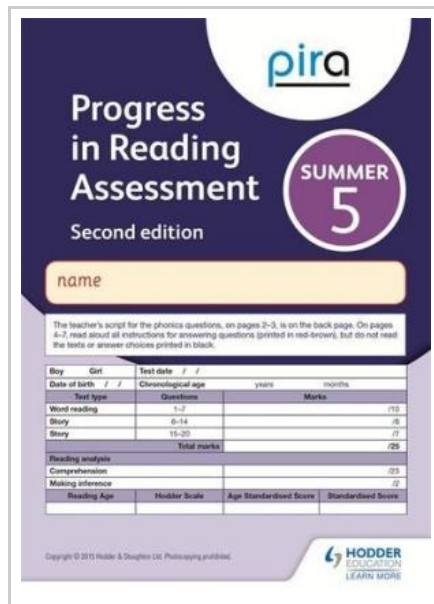 pira
Progress
in Reading
Assessment
Second edition
SUMMER
5
name
The teacher's script for the phonics questions, on pages 2–3, is on the back page. On pages
4–7, read aloud all instructions for answering questions (printed in red-brown), but do not read
the texts or answer choices printed in black.
Boy Girl Test date / /
Date of birth / / Chronological age years months
Test type Questions Marks
Word reading 1–7 /10
Story 8–14 /8
Story 15–20 /7
Total marks /25
Reading analysis
Comprehension /23
Making inference /2
Reading Age Hodder Scale Age Standardised Score Standardised Score
Copyright © 2015 Hodder & Stoughton Ltd. Photocopying prohibited.
HODDER
EDUCATION
LEARN MORE